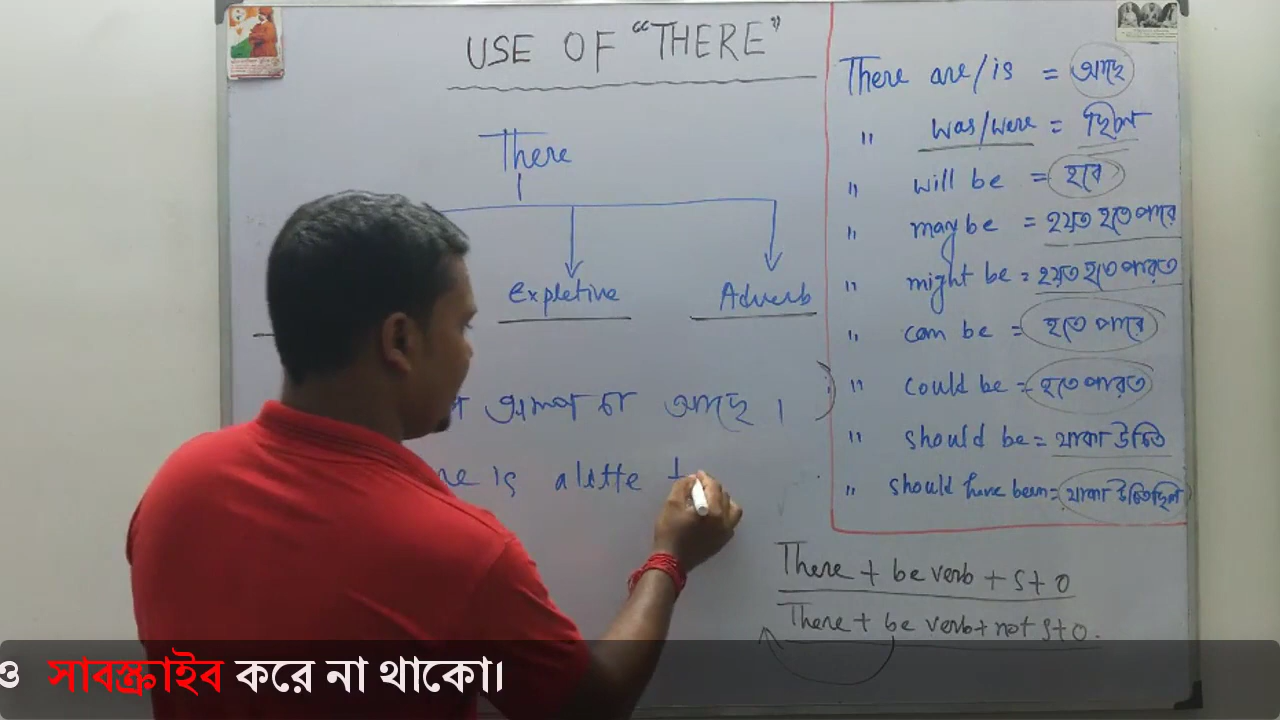 USE OF "THERE"
There
Expletive
Adverb
অল্প চা আছে।
is alitte
There are/is = আছে
" was/were = ছিল
" will be = হবে
" may be = হয়ত হতে পারে
" might be = হয়ত হতে পারত
" can be = হতে পারে
" could be = হতে পারত
" should be = থাকা উচিত
" should have been = থাকা উচিত ছিল
There + be verb + S + O
There + be verb + not S + O.
ও সাবস্ক্রাইব করে না থাকো।